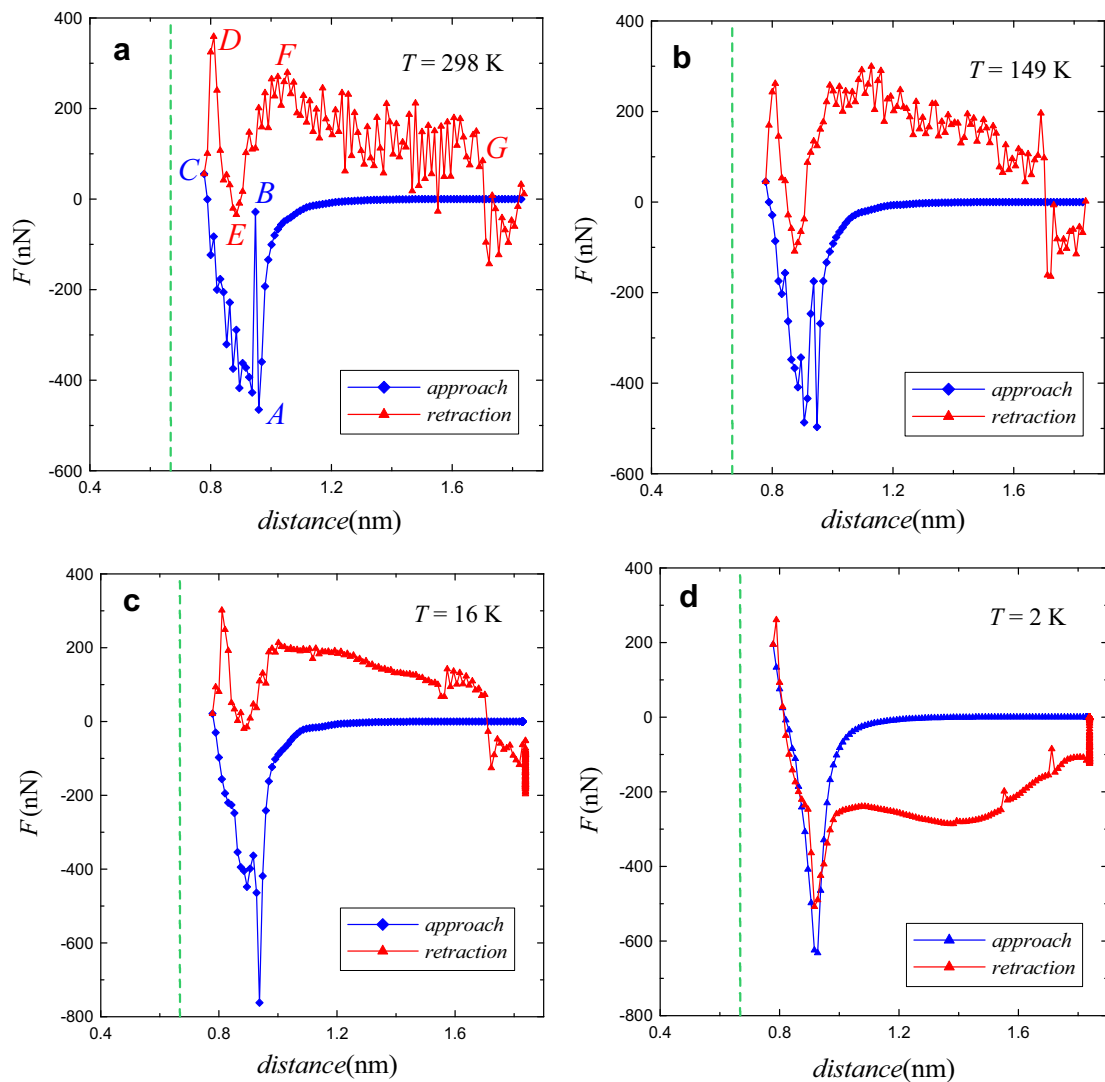 a
T = 298 K
D
F
C
B
E
G
A
F(nN)
400
200
0
-200
-400
-600
0.4
0.8
1.2
1.6
distance(nm)
approach
retraction
b
T = 149 K
F(nN)
400
200
0
-200
-400
-600
0.4
0.8
1.2
1.6
distance(nm)
approach
retraction
c
T = 16 K
F(nN)
400
200
0
-200
-400
-600
-800
0.4
0.8
1.2
1.6
distance(nm)
approach
retraction
d
T = 2 K
F(nN)
400
200
0
-200
-400
-600
-800
0.4
0.8
1.2
1.6
distance(nm)
approach
retraction